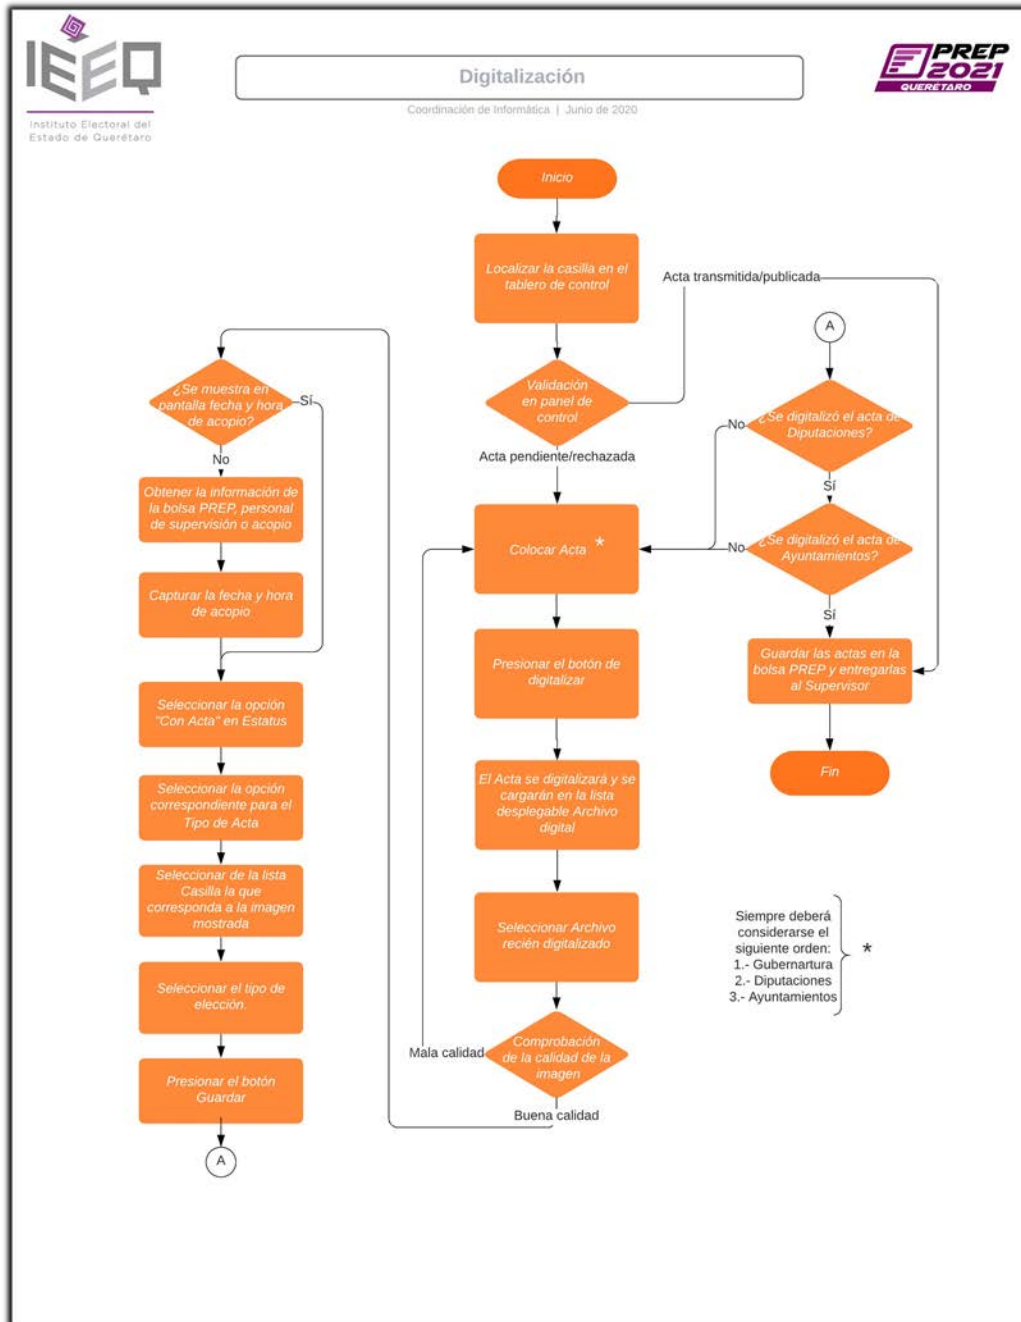 IEEQ
Instituto Electoral del
Estado de Querétaro
Digitalización
Coordinación de Informática | Junio de 2020
PREP
2021
QUERÉTARO
Inicio
Localizar la casilla en el
tablero de control
Validación
en panel de
control
Acta transmitida/publicada
Acta pendiente/rechazada
Colocar Acta *
Presionar el botón de
digitalizar
El Acta se digitalizará y se
cargarán en la lista
desplegable Archivo
digital
Seleccionar Archivo
recién digitalizado
Comprobación
de la calidad de la
imagen
Mala calidad
Buena calidad
¿Se muestra en
pantalla fecha y hora
de acopio?
Sí
No
Obtener la información de
la bolsa PREP, personal
de supervisión o acopio
Capturar la fecha y hora
de acopio
Seleccionar la opción
"Con Acta" en Estatus
Seleccionar la opción
correspondiente para el
Tipo de Acta
Seleccionar de la lista
Casilla la que
corresponda a la imagen
mostrada
Seleccionar el tipo de
elección.
Presionar el botón
Guardar
A
A
¿Se digitalizó el acta de
Diputaciones?
No
Sí
¿Se digitalizó el acta de
Ayuntamientos?
No
Sí
Guardar las actas en la
bolsa PREP y entregarlas
al Supervisor
Fin
Siempre deberá
considerarse el
siguiente orden:
1.- Gubernartura
2.- Diputaciones
3.- Ayuntamientos
*